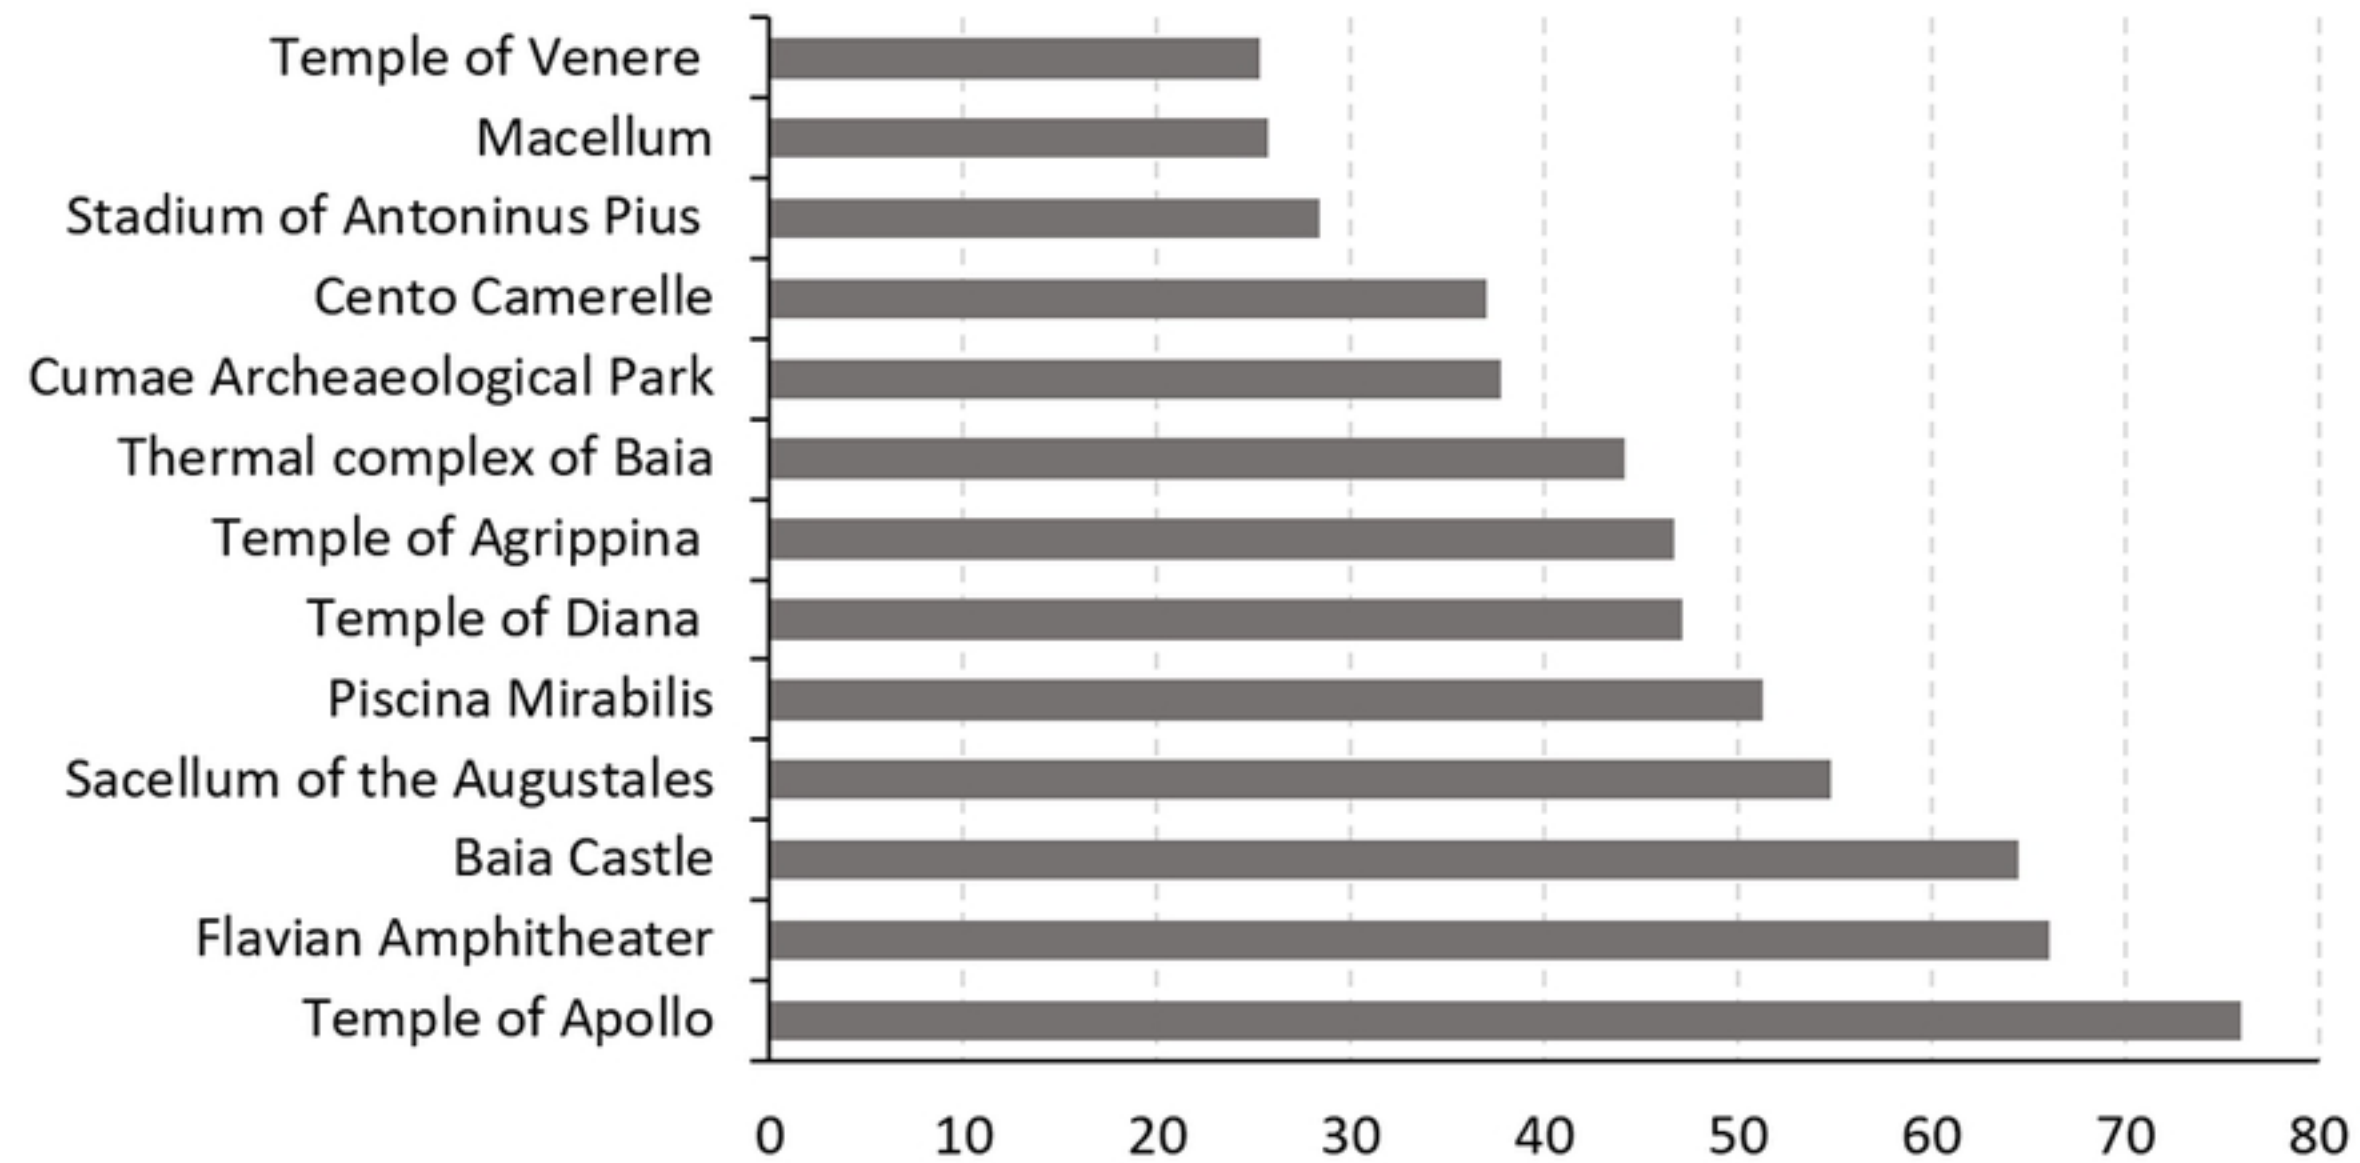 Temple of Venere
Macellum
Stadium of Antoninus Pius
Cento Camerelle
Cumae Archeaeological Park
Thermal complex of Baia
Temple of Agrippina
Temple of Diana
Piscina Mirabilis
Sacellum of the Augustales
Baia Castle
Flavian Amphitheater
Temple of Apollo
0 10 20 30 40 50 60 70 80